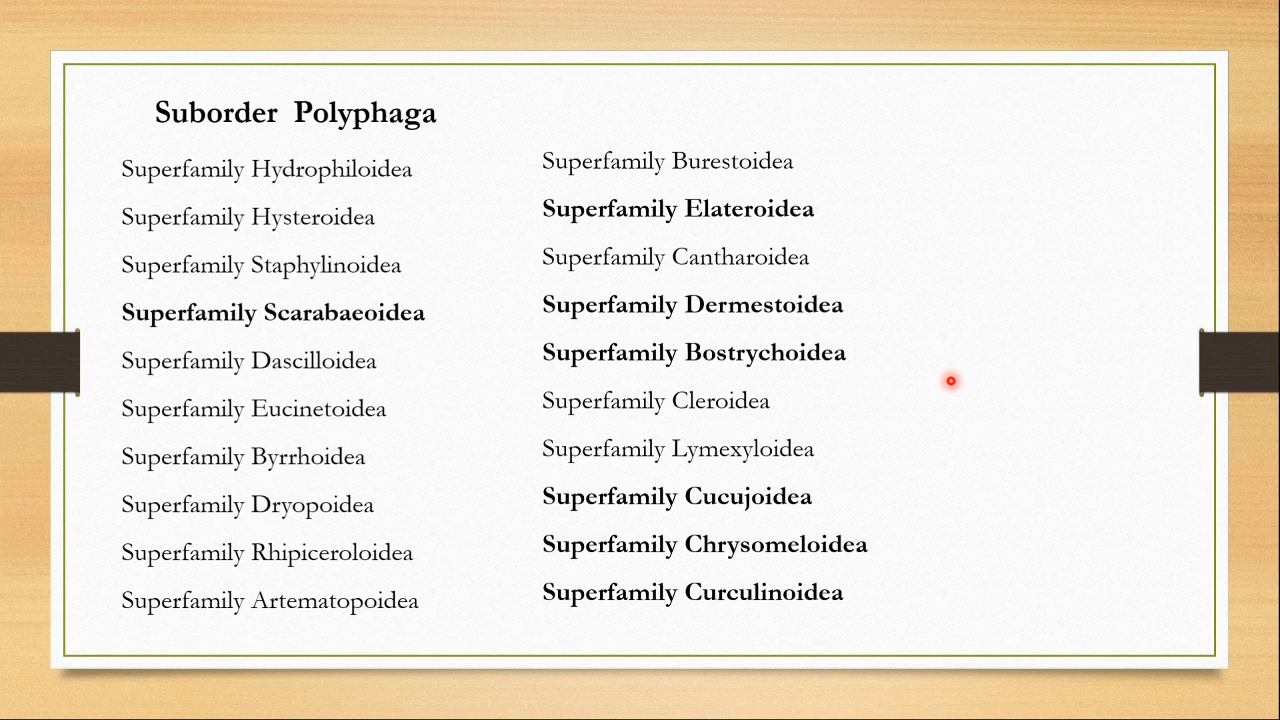 Suborder Polyphaga
Superfamily Hydrophiloidea
Superfamily Hysteroidea
Superfamily Staphylinoidea
Superfamily Scarabaeoidea
Superfamily Dascilloidea
Superfamily Eucinetoidea
Superfamily Byrrhoidea
Superfamily Dryopoidea
Superfamily Rhipiceroloidea
Superfamily Artematopoidea
Superfamily Burestoidea
Superfamily Elateroidea
Superfamily Cantharoidea
Superfamily Dermestoidea
Superfamily Bostrychoidea
Superfamily Cleroidea
Superfamily Lymexyloidea
Superfamily Cucujoidea
Superfamily Chrysomeloidea
Superfamily Curculinoidea